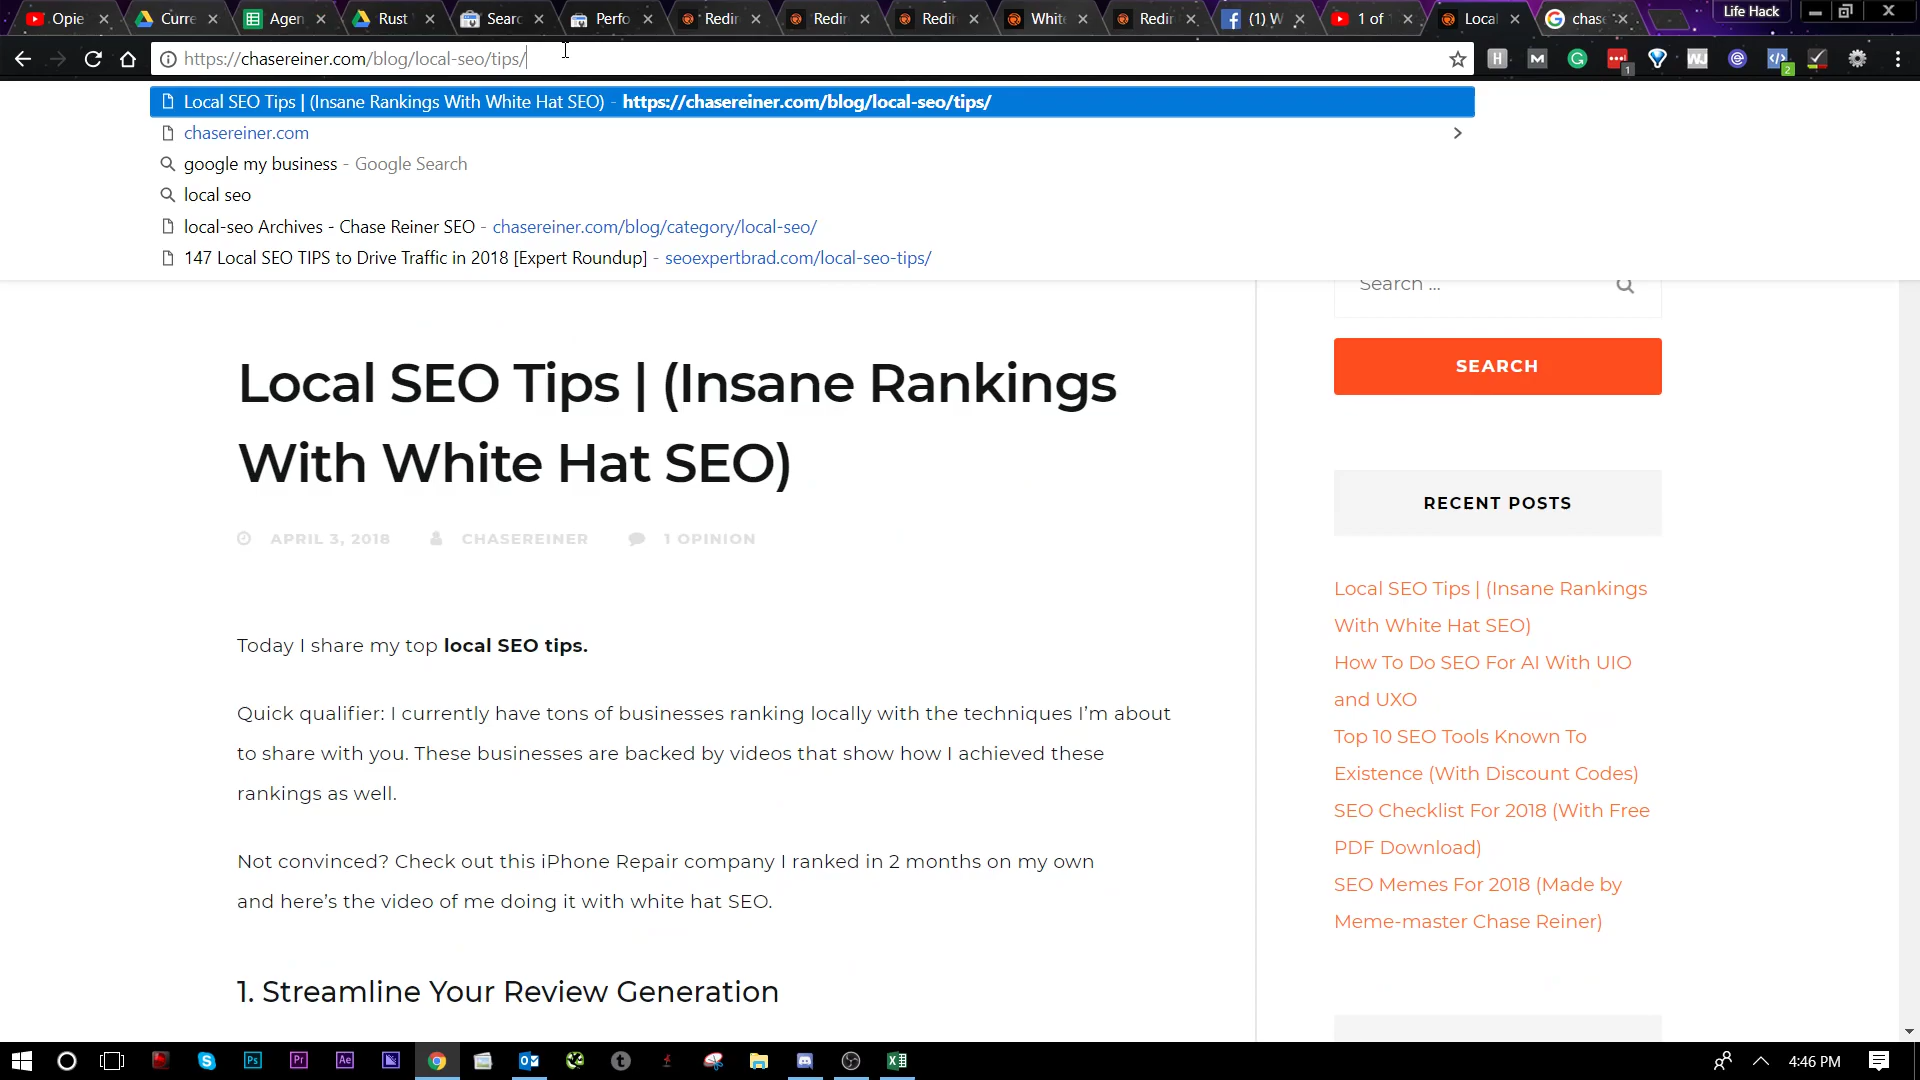 Opie
Curre
Agen
Rust
Searc
Perfo
Redir
Redir
Redir
White
Redir
(1) W
1 of
Local
chase
Life Hack
https://chasereiner.com/blog/local-seo/tips/
Local SEO Tips | (Insane Rankings With White Hat SEO) - https://chasereiner.com/blog/local-seo/tips/
chasereiner.com
google my business - Google Search
local seo
local-seo Archives - Chase Reiner SEO - chasereiner.com/blog/category/local-seo/
147 Local SEO TIPS to Drive Traffic in 2018 [Expert Roundup] - seoexpertbrad.com/local-seo-tips/
Search ...
SEARCH
Local SEO Tips | (Insane Rankings
With White Hat SEO)
APRIL 3, 2018 CHASEREINER 1 OPINION
Today I share my top local SEO tips.
Quick qualifier: I currently have tons of businesses ranking locally with the techniques I'm about
to share with you. These businesses are backed by videos that show how I achieved these
rankings as well.
Not convinced? Check out this iPhone Repair company I ranked in 2 months on my own
and here's the video of me doing it with white hat SEO.
1. Streamline Your Review Generation
RECENT POSTS
Local SEO Tips | (Insane Rankings
With White Hat SEO)
How To Do SEO For AI With UIO
and UXO
Top 10 SEO Tools Known To
Existence (With Discount Codes)
SEO Checklist For 2018 (With Free
PDF Download)
SEO Memes For 2018 (Made by
Meme-master Chase Reiner)
4:46 PM